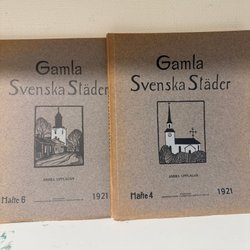 Gamla
Svenska Städer
ANDRA UPPLAGAN
Häfte 6
1921
Gamla
Svenska Städer
ANDRA UPPLAGAN
Häfte 4
1921